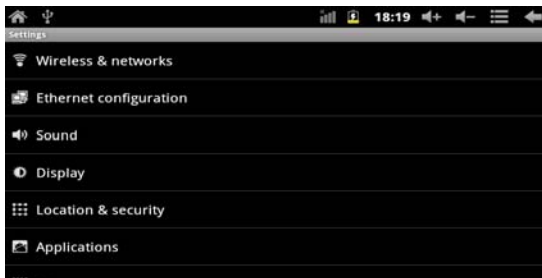 18:19
Settings
Wireless & networks
Ethernet configuration
Sound
Display
Location & security
Applications